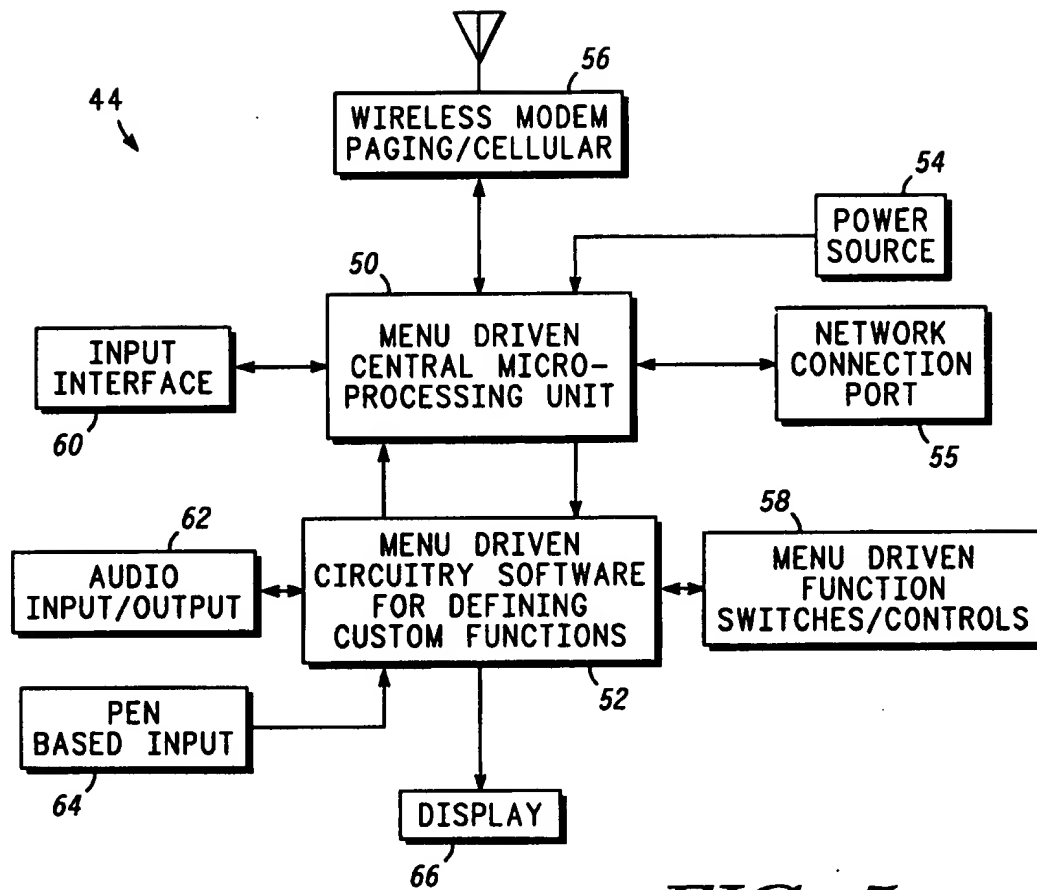 44
56
WIRELESS MODEM
PAGING/CELLULAR
54
POWER
SOURCE
50
MENU DRIVEN
CENTRAL MICRO-
PROCESSING UNIT
INPUT
INTERFACE
60
NETWORK
CONNECTION
PORT
55
62
AUDIO
INPUT/OUTPUT
MENU DRIVEN
CIRCUITRY SOFTWARE
FOR DEFINING
CUSTOM FUNCTIONS
52
58
MENU DRIVEN
FUNCTION
SWITCHES/CONTROLS
PEN
BASED INPUT
64
DISPLAY
66